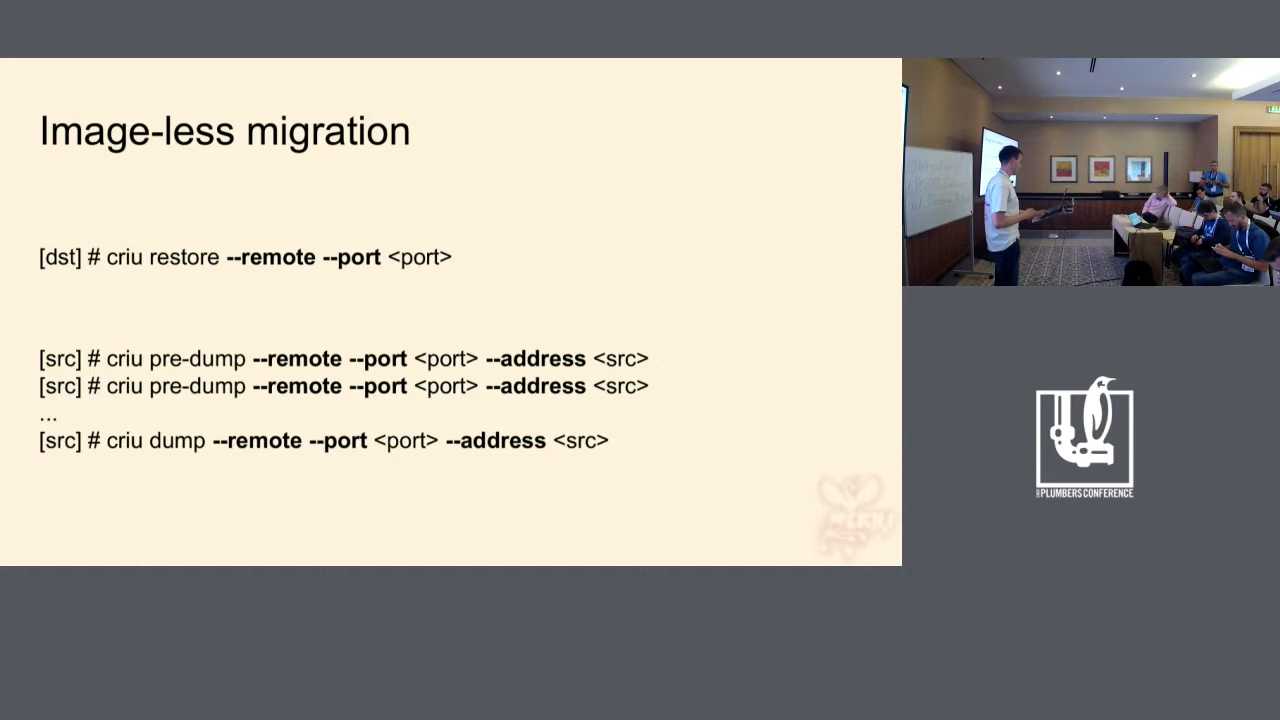 Image-less migration
[dst] # criu restore --remote --port <port>
[src] # criu pre-dump --remote --port <port> --address <src>
[src] # criu pre-dump --remote --port <port> --address <src>
...
[src] # criu dump --remote --port <port> --address <src>
CRIU
PLUMBERS CONFERENCE